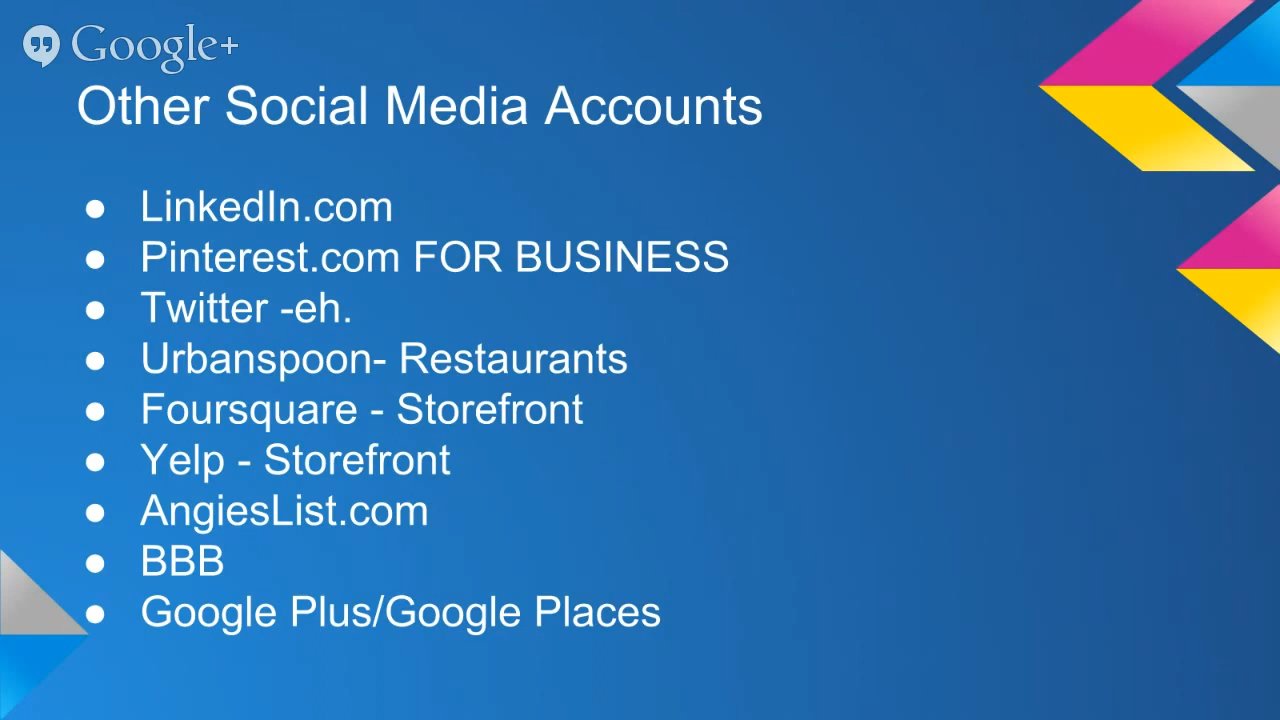 Google+
Other Social Media Accounts
● LinkedIn.com
● Pinterest.com FOR BUSINESS
● Twitter -eh.
● Urbanspoon- Restaurants
● Foursquare - Storefront
● Yelp - Storefront
● AngiesList.com
● BBB
● Google Plus/Google Places